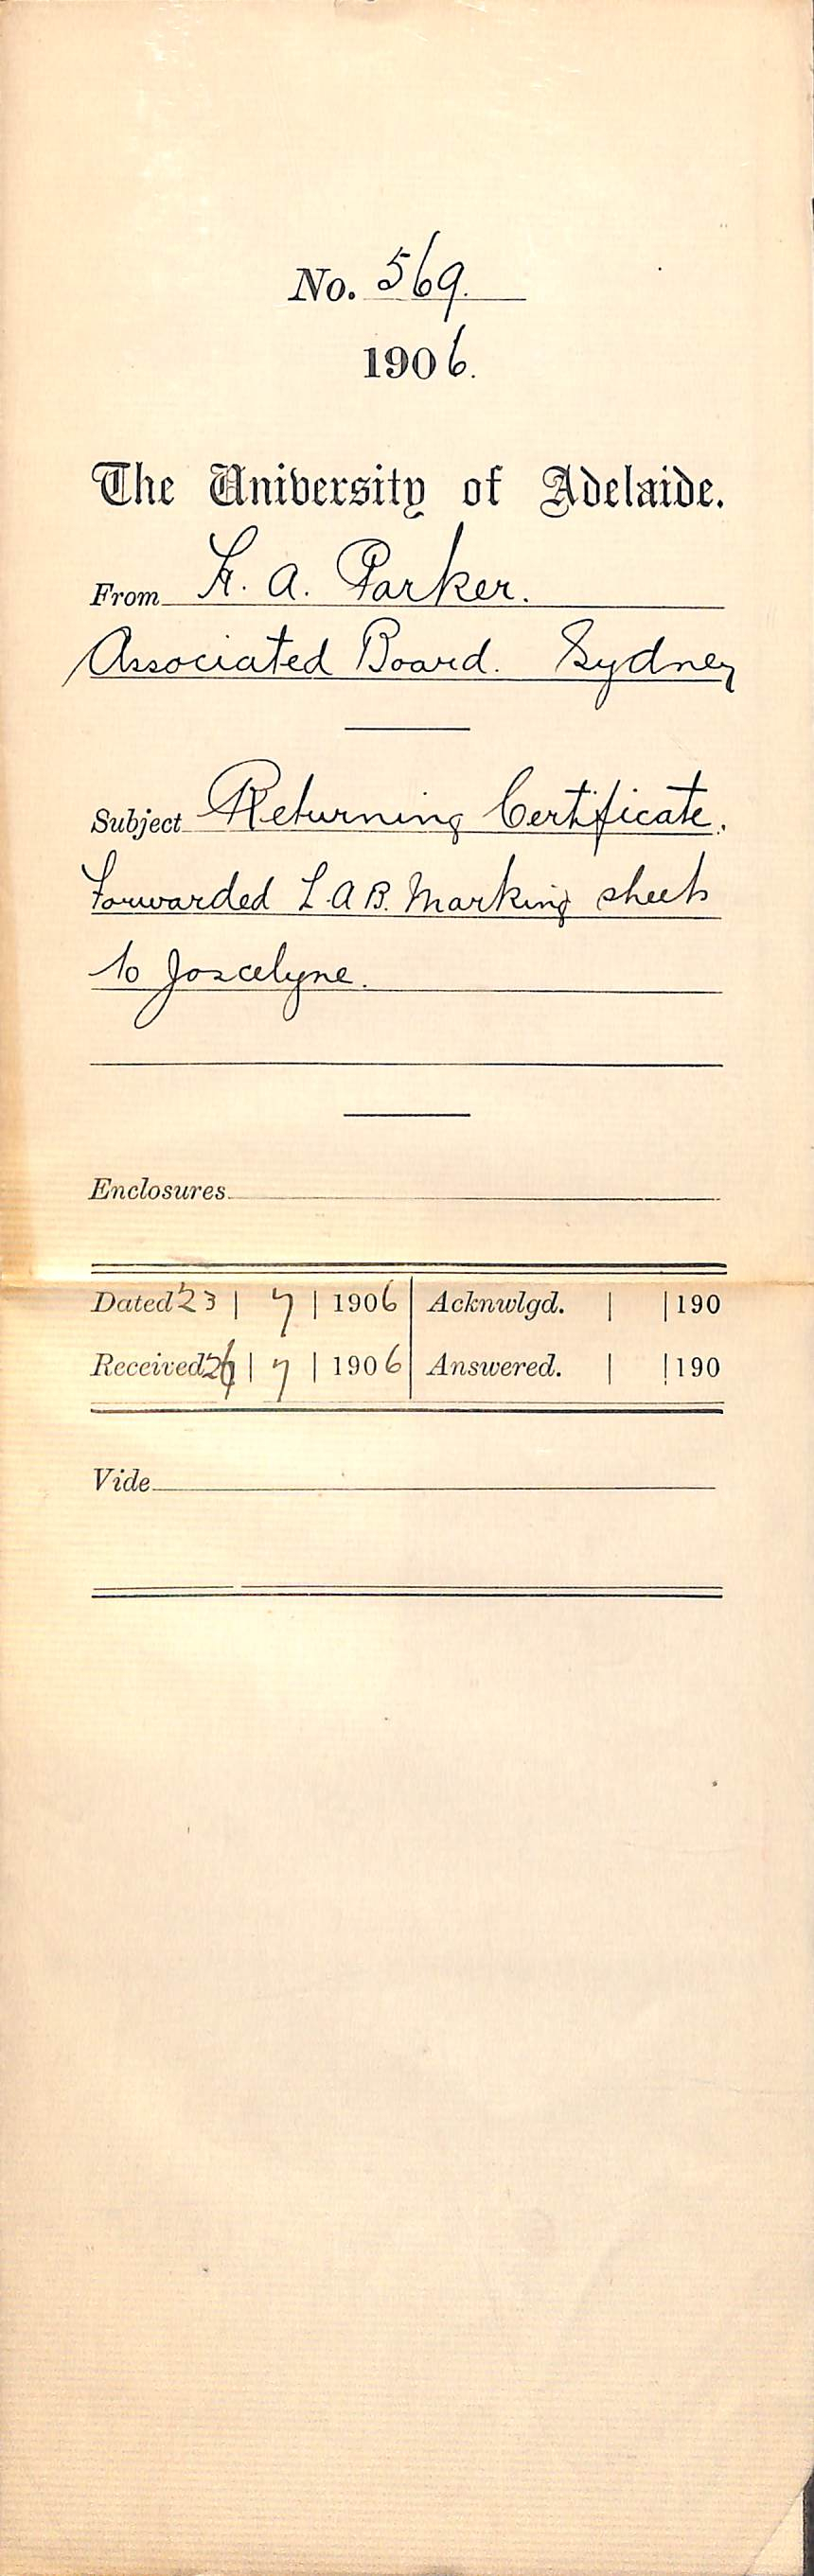 No. 569.
1906.
The University of Adelaide.
From F. A. Parker.
Associated Board. Sydney
Subject Returning Certificate.
Forwarded L.A.B. Marking sheets
to Joscelyne.
Enclosures
Dated 23 | 7 | 1906 Acknwlgd. | | 190
Received 26 | 7 | 1906 Answered. | | 190
Vide